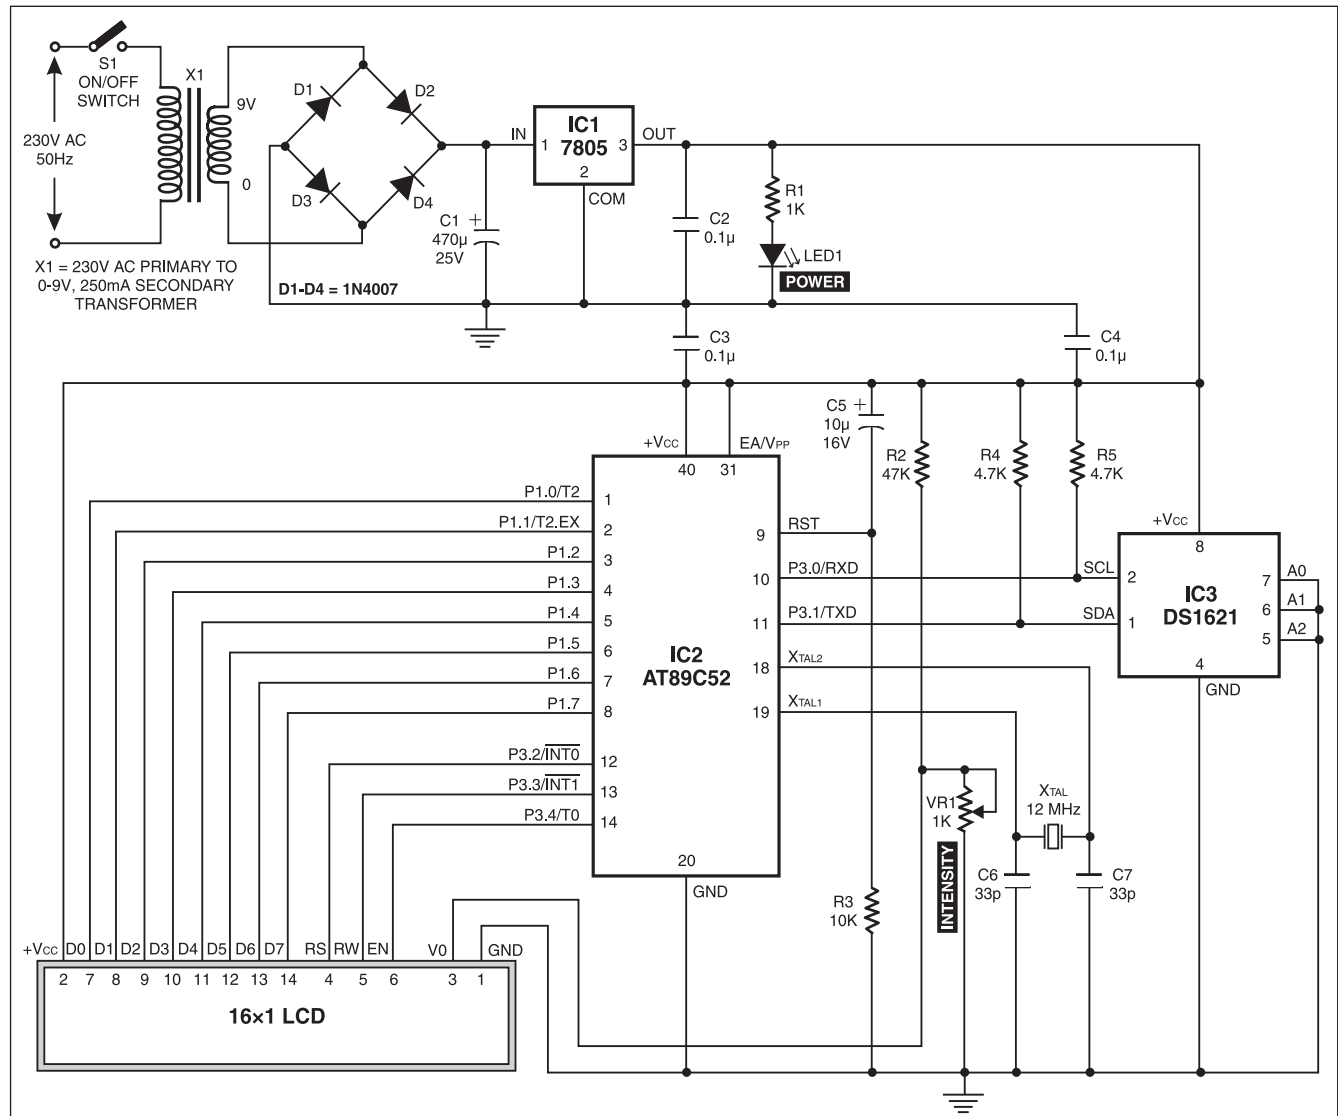 S1
ON/OFF
SWITCH
X1
230V AC
50Hz
9V
0
D1
D2
D3
D4
X1 = 230V AC PRIMARY TO
0-9V, 250mA SECONDARY
TRANSFORMER
D1-D4 = 1N4007
C1 +
470µ
25V
IN
1
IC1
7805
3
OUT
2
COM
C2
0.1µ
R1
1K
LED1
POWER
C3
0.1µ
C4
0.1µ
C5 +
10µ
16V
R2
47K
R4
4.7K
R5
4.7K
+VCC
40
31
EA/VPP
P1.0/T2
1
P1.1/T2.EX
2
P1.2
3
P1.3
4
P1.4
5
P1.5
6
P1.6
7
P1.7
8
P3.2/INT0
12
P3.3/INT1
13
P3.4/T0
14
IC2
AT89C52
9
RST
10
P3.0/RXD
11
P3.1/TXD
18
XTAL2
19
XTAL1
20
GND
+VCC
8
SCL
2
SDA
1
IC3
DS1621
7
A0
6
A1
5
A2
4
GND
VR1
1K
INTENSITY
XTAL
12 MHz
C6
33p
C7
33p
R3
10K
+VCC D0 D1 D2 D3 D4 D5 D6 D7 RS RW EN V0 GND
2 7 8 9 10 11 12 13 14 4 5 6 3 1
16×1 LCD